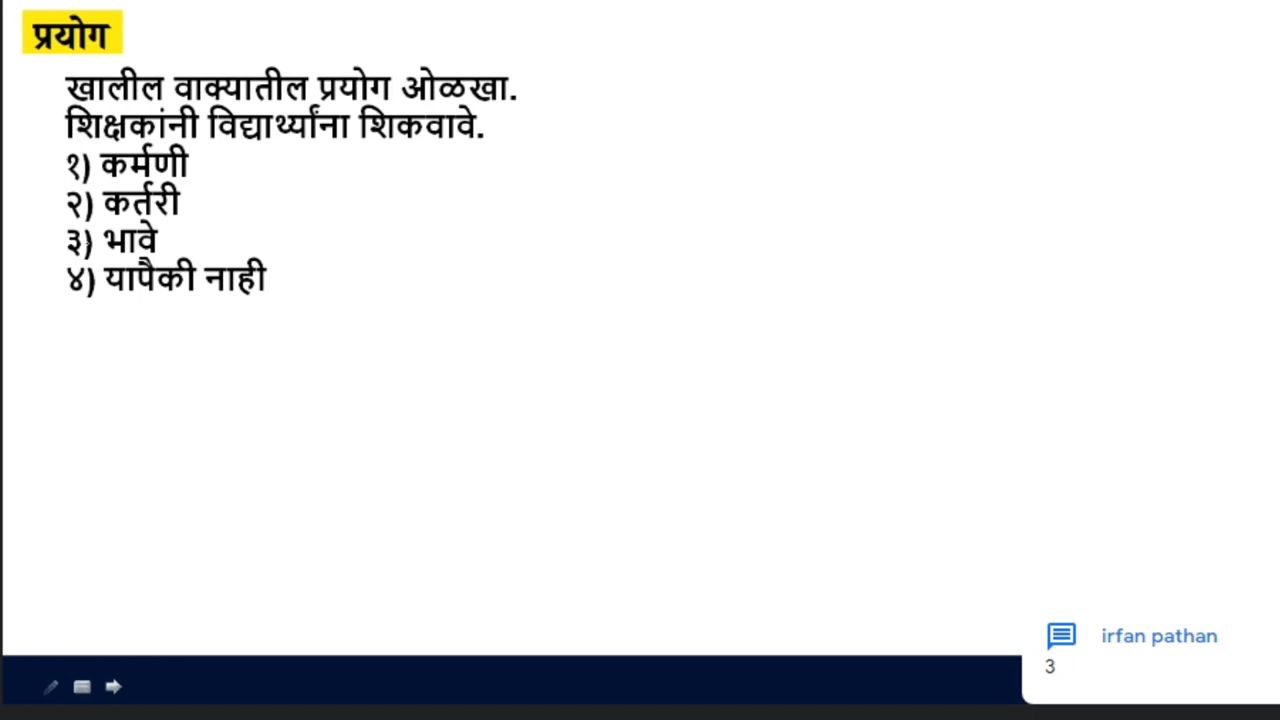 प्रयोग
खालील वाक्यातील प्रयोग ओळखा.
शिक्षकांनी विद्यार्थ्यांना शिकवावे.
१) कर्मणी
२) कर्तरी
३) भावे
४) यापैकी नाही
irfan pathan
3